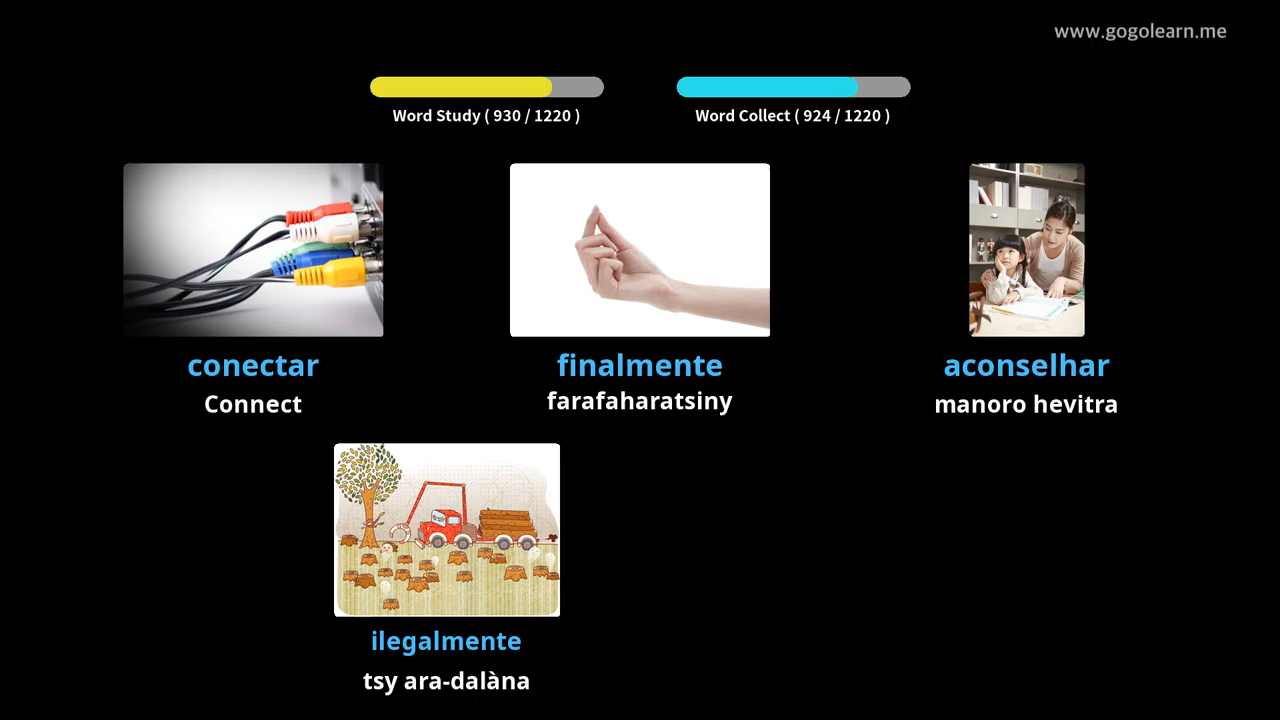 www.gogolearn.me
Word Study ( 930 / 1220 )
Word Collect ( 924 / 1220 )
conectar
Connect
finalmente
farafaharatsiny
aconselhar
manoro hevitra
ilegalmente
tsy ara-dalàna